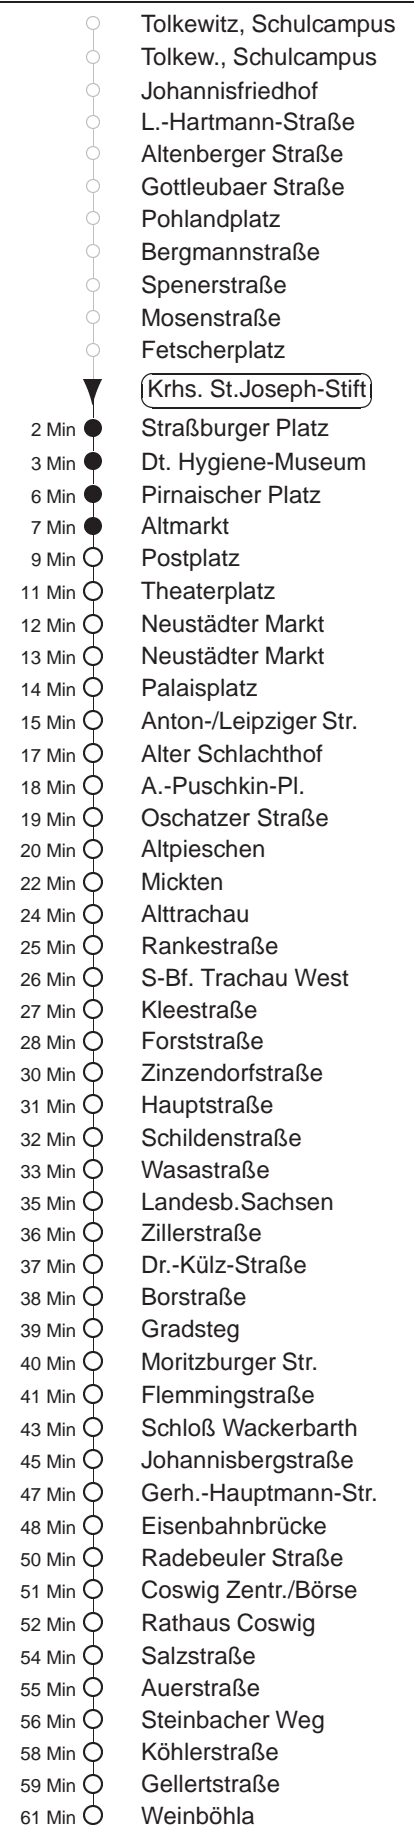 Tolkewitz, Schulcampus
Tolkew., Schulcampus
Johannisfriedhof
L.-Hartmann-Straße
Altenberger Straße
Gottleubaer Straße
Pohlandplatz
Bergmannstraße
Spenerstraße
Mosenstraße
Fetscherplatz
Krhs. St.Joseph-Stift
2 Min Straßburger Platz
3 Min Dt. Hygiene-Museum
6 Min Pirnaischer Platz
7 Min Altmarkt
9 Min Postplatz
11 Min Theaterplatz
12 Min Neustädter Markt
13 Min Neustädter Markt
14 Min Palaisplatz
15 Min Anton-/Leipziger Str.
17 Min Alter Schlachthof
18 Min A.-Puschkin-Pl.
19 Min Oschatzer Straße
20 Min Altpieschen
22 Min Mickten
24 Min Alttrachau
25 Min Rankestraße
26 Min S-Bf. Trachau West
27 Min Kleestraße
28 Min Forststraße
30 Min Zinzendorfstraße
31 Min Hauptstraße
32 Min Schildenstraße
33 Min Wasastraße
35 Min Landesb.Sachsen
36 Min Zillerstraße
37 Min Dr.-Külz-Straße
38 Min Borstraße
39 Min Gradsteg
40 Min Moritzburger Str.
41 Min Flemmingstraße
43 Min Schloß Wackerbarth
45 Min Johannisbergstraße
47 Min Gerh.-Hauptmann-Str.
48 Min Eisenbahnbrücke
50 Min Radebeuler Straße
51 Min Coswig Zentr./Börse
52 Min Rathaus Coswig
54 Min Salzstraße
55 Min Auerstraße
56 Min Steinbacher Weg
58 Min Köhlerstraße
59 Min Gellertstraße
61 Min Weinböhla